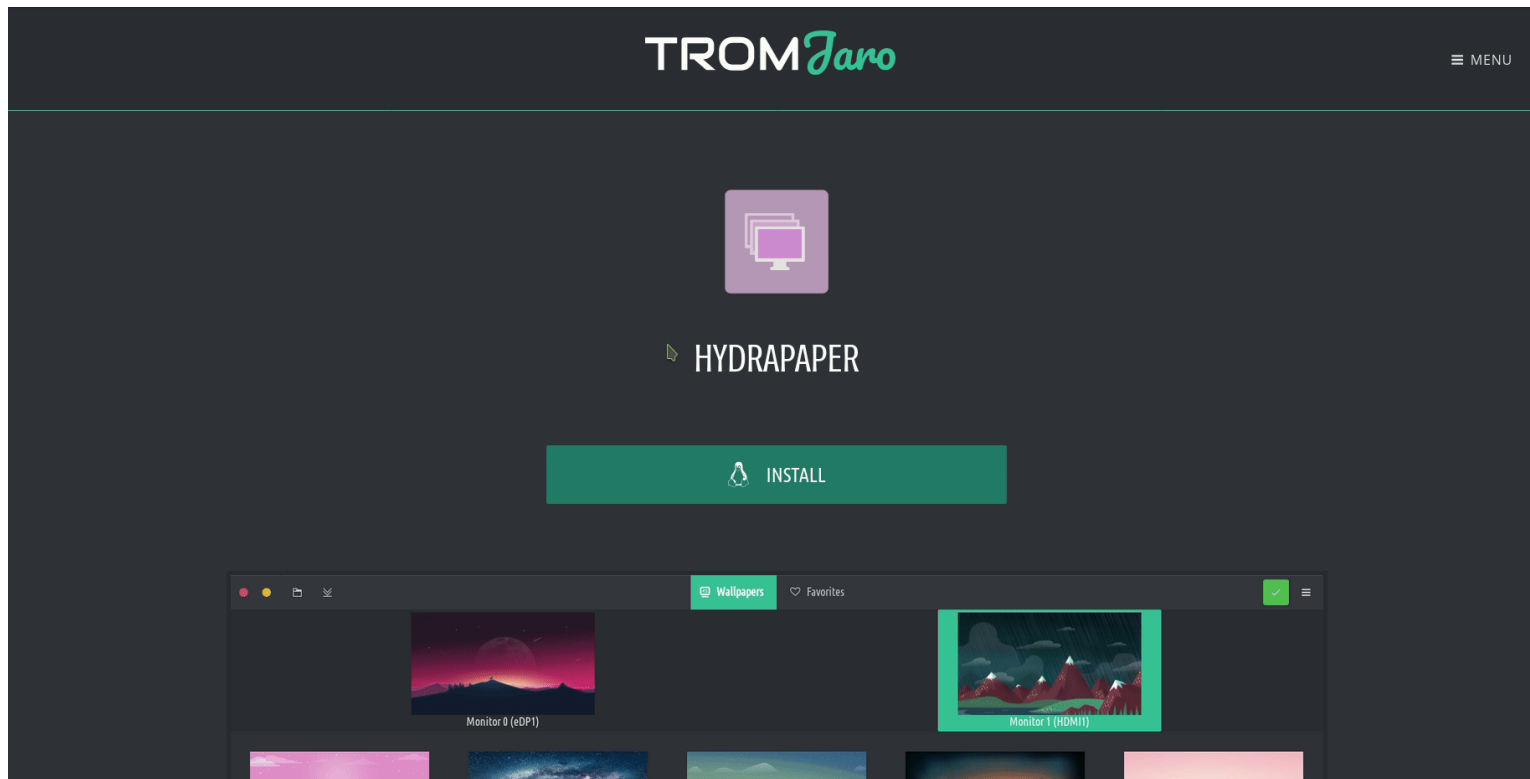 TROMJaro
MENU
HYDRAPAPER
INSTALL
Wallpapers
Favorites
Monitor 0 (eDP1)
Monitor 1 (HDMI1)